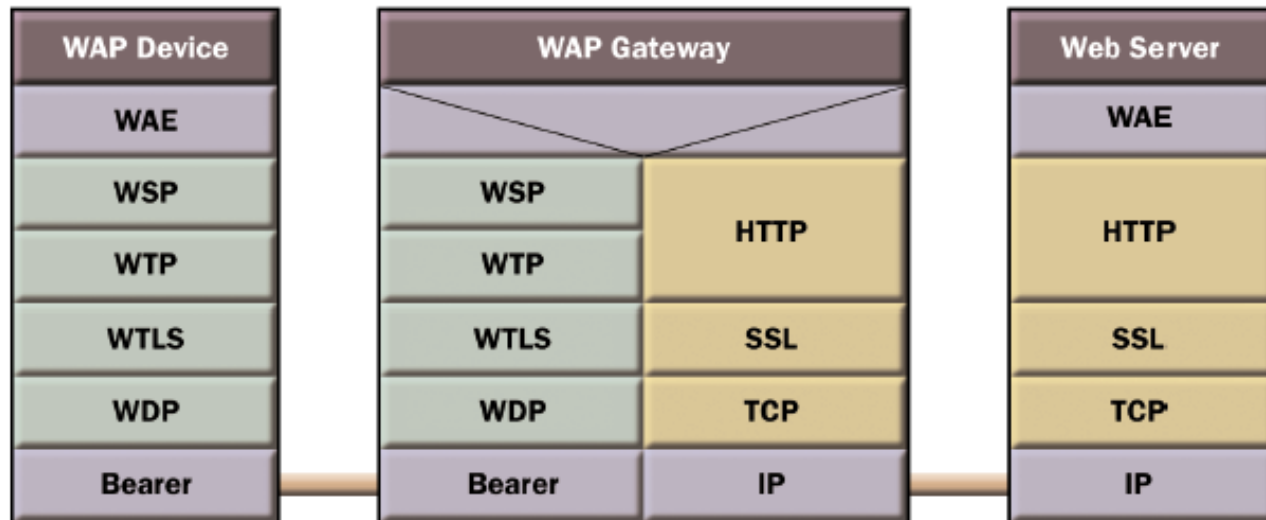 WAP Device
WAE
WSP
WTP
WTLS
WDP
Bearer
WAP Gateway
WSP
WTP
WTLS
WDP
Bearer
HTTP
SSL
TCP
IP
Web Server
WAE
HTTP
SSL
TCP
IP